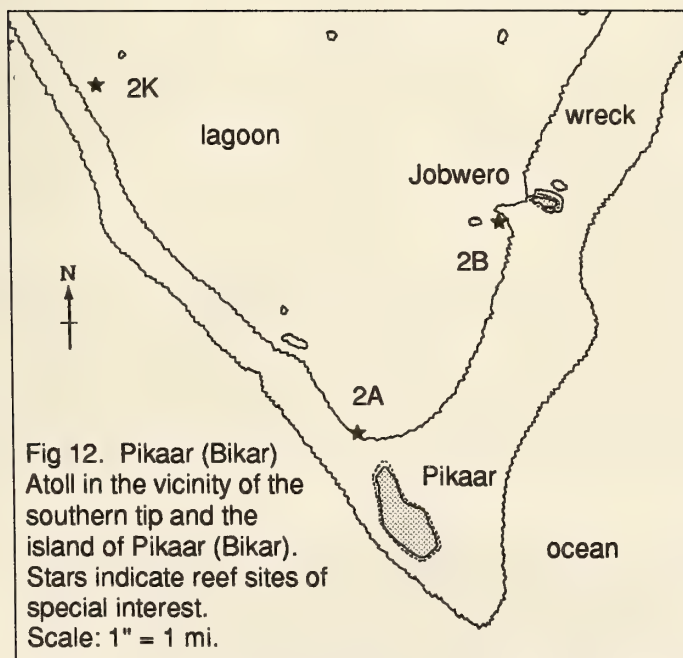 2K
lagoon
wreck
Jobwero
2B
N
2A
Pikaar
ocean
Fig 12. Pikaar (Bikar)
Atoll in the vicinity of the
southern tip and the
island of Pikaar (Bikar).
Stars indicate reef sites of
special interest.
Scale: 1" = 1 mi.